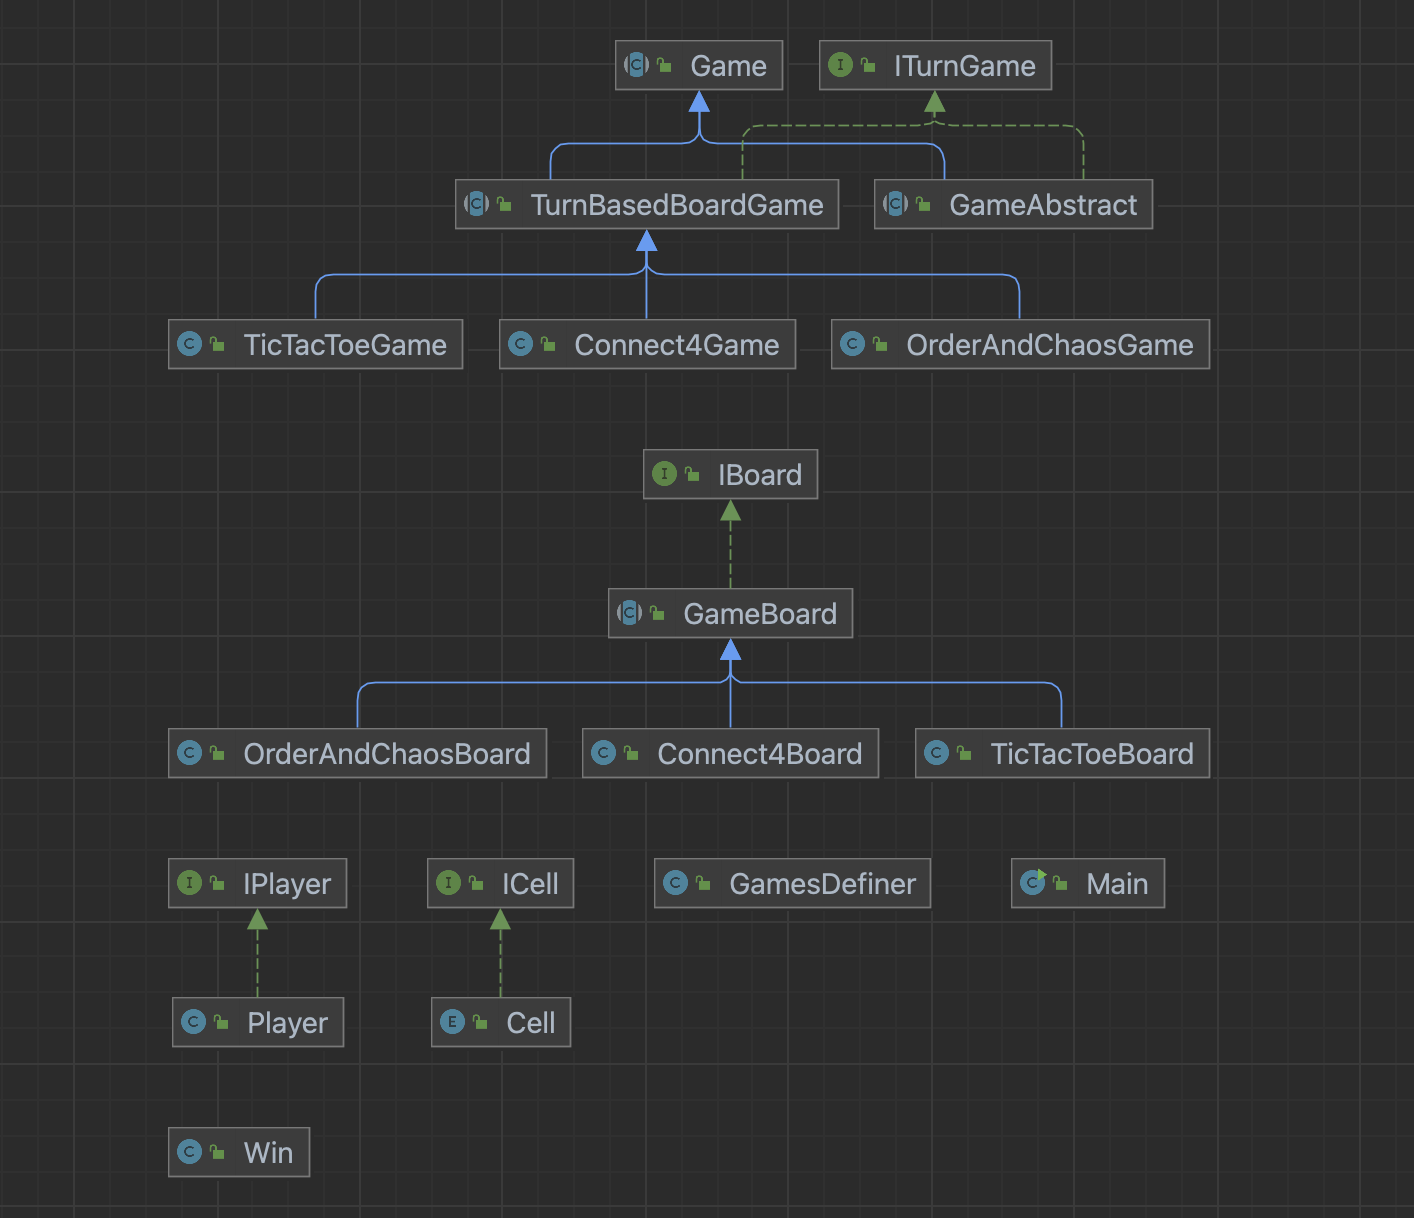 Game
ITurnGame
TurnBasedBoardGame
GameAbstract
TicTacToeGame
Connect4Game
OrderAndChaosGame
IBoard
GameBoard
OrderAndChaosBoard
Connect4Board
TicTacToeBoard
IPlayer
ICell
GamesDefiner
Main
Player
Cell
Win